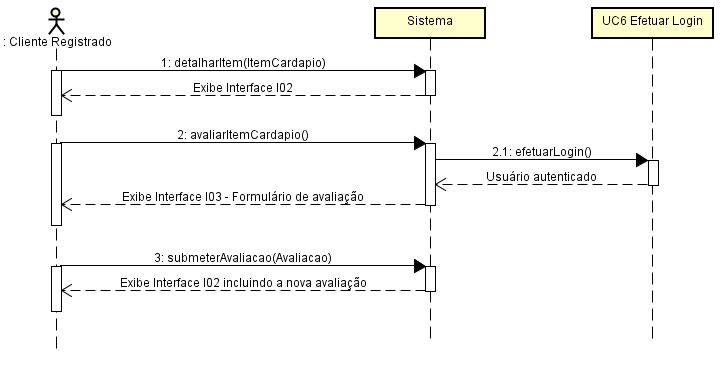 Sistema
UC6 Efetuar Login
: Cliente Registrado
1: detalharItem(ItemCardapio)
Exibe Interface I02
2: avaliarItemCardapio()
2.1: efetuarLogin()
Usuário autenticado
Exibe Interface I03 - Formulário de avaliação
3: submeterAvaliacao(Avaliacao)
Exibe Interface I02 incluindo a nova avaliação